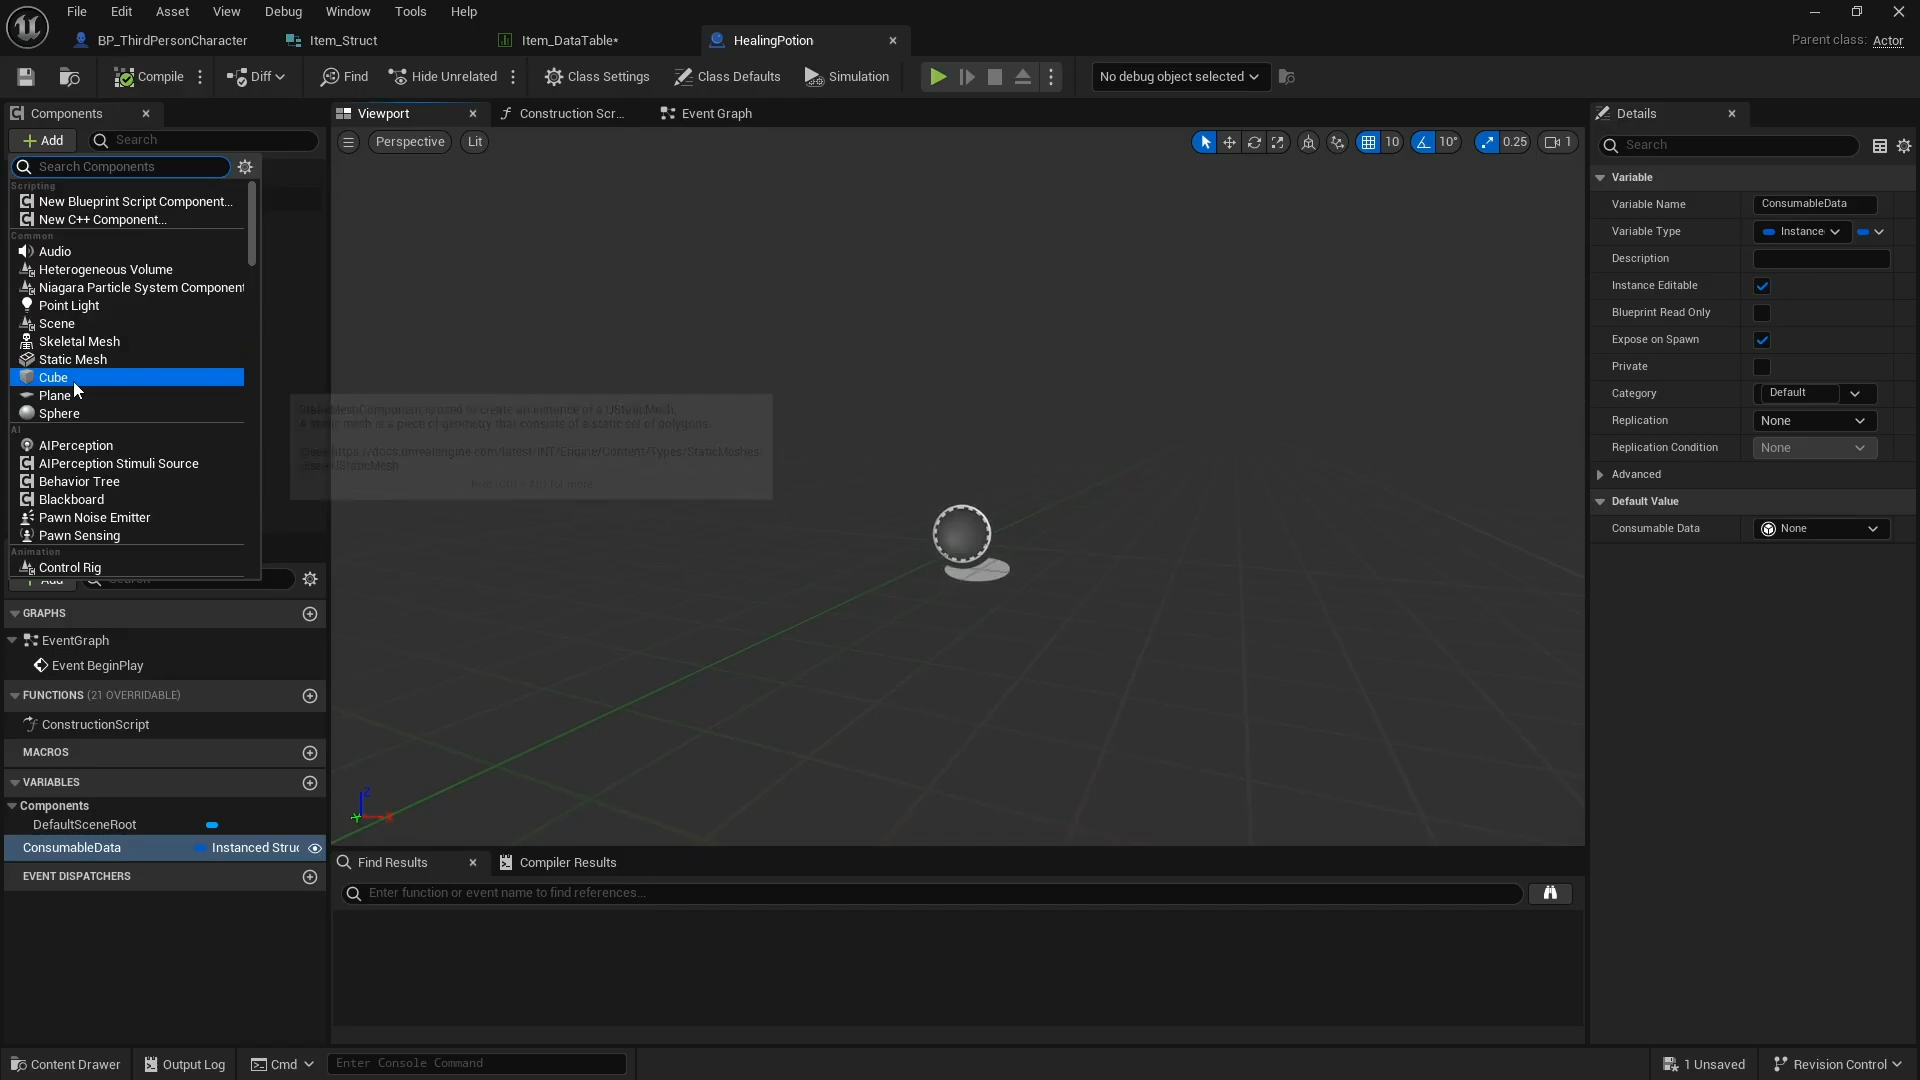 File Edit Asset View Debug Window Tools Help
BP_ThirdPersonCharacter Item_Struct Item_DataTable* HealingPotion
Parent class: Actor
Compile Diff Find Hide Unrelated Class Settings Class Defaults Simulation No debug object selected
Components
Add Search
Search Components
Scripting
New Blueprint Script Component...
New C++ Component...
Common
Audio
Heterogeneous Volume
Niagara Particle System Component
Point Light
Scene
Skeletal Mesh
Static Mesh
Cube
Plane
Sphere
AI
AIPerception
AIPerception Stimuli Source
Behavior Tree
Blackboard
Pawn Noise Emitter
Pawn Sensing
Animation
Control Rig
Add Search
GRAPHS
EventGraph
Event BeginPlay
FUNCTIONS (21 OVERRIDABLE)
ConstructionScript
MACROS
VARIABLES
Components
DefaultSceneRoot
ConsumableData Instanced Struc
EVENT DISPATCHERS
Viewport Construction Scr... Event Graph
Perspective Lit 10 10° 0.25 1
StaticMeshComponent is used to create an instance of a UStaticMesh.
A static mesh is a piece of geometry that consists of a static set of polygons.
https://docs.unrealengine.com/latest/INT/Engine/Content/Types/StaticMeshes/
UStaticMesh
Z
Find Results Compiler Results
Enter function or event name to find references...
Details
Search
Variable
Variable Name ConsumableData
Variable Type Instance
Description
Instance Editable
Blueprint Read Only
Expose on Spawn
Private
Category Default
Replication None
Replication Condition None
Advanced
Default Value
Consumable Data None
Content Drawer Output Log Cmd Enter Console Command 1 Unsaved Revision Control